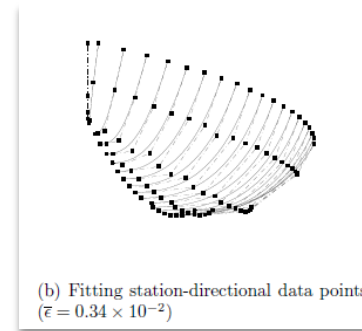 (b) Fitting station-directional data points
(ϵ̅ = 0.34 × 10⁻²)